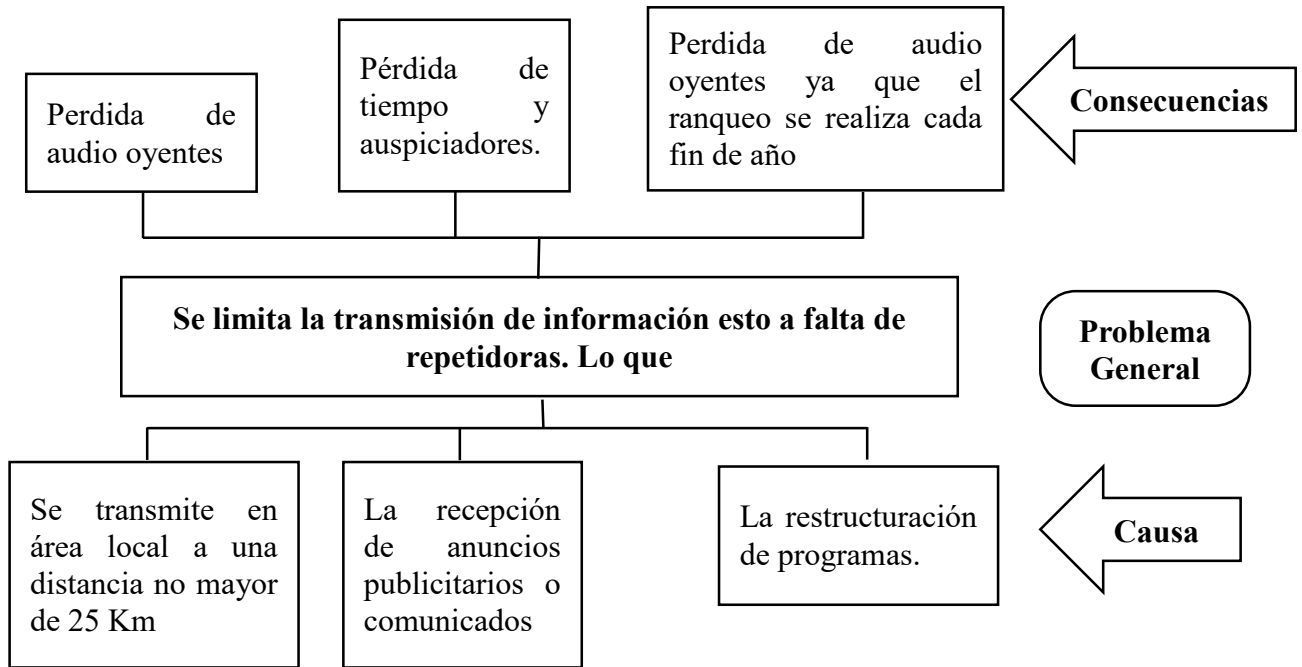 Perdida de
audio oyentes
Pérdida de
tiempo y
auspiciadores.
Perdida de audio
oyentes ya que el
ranqueo se realiza cada
fin de año
Consecuencias
Se limita la transmisión de información esto a falta de
repetidoras. Lo que
Problema
General
Se transmite en
área local a una
distancia no mayor
de 25 Km
La recepción
de anuncios
publicitarios o
comunicados
La restructuración
de programas.
Causa